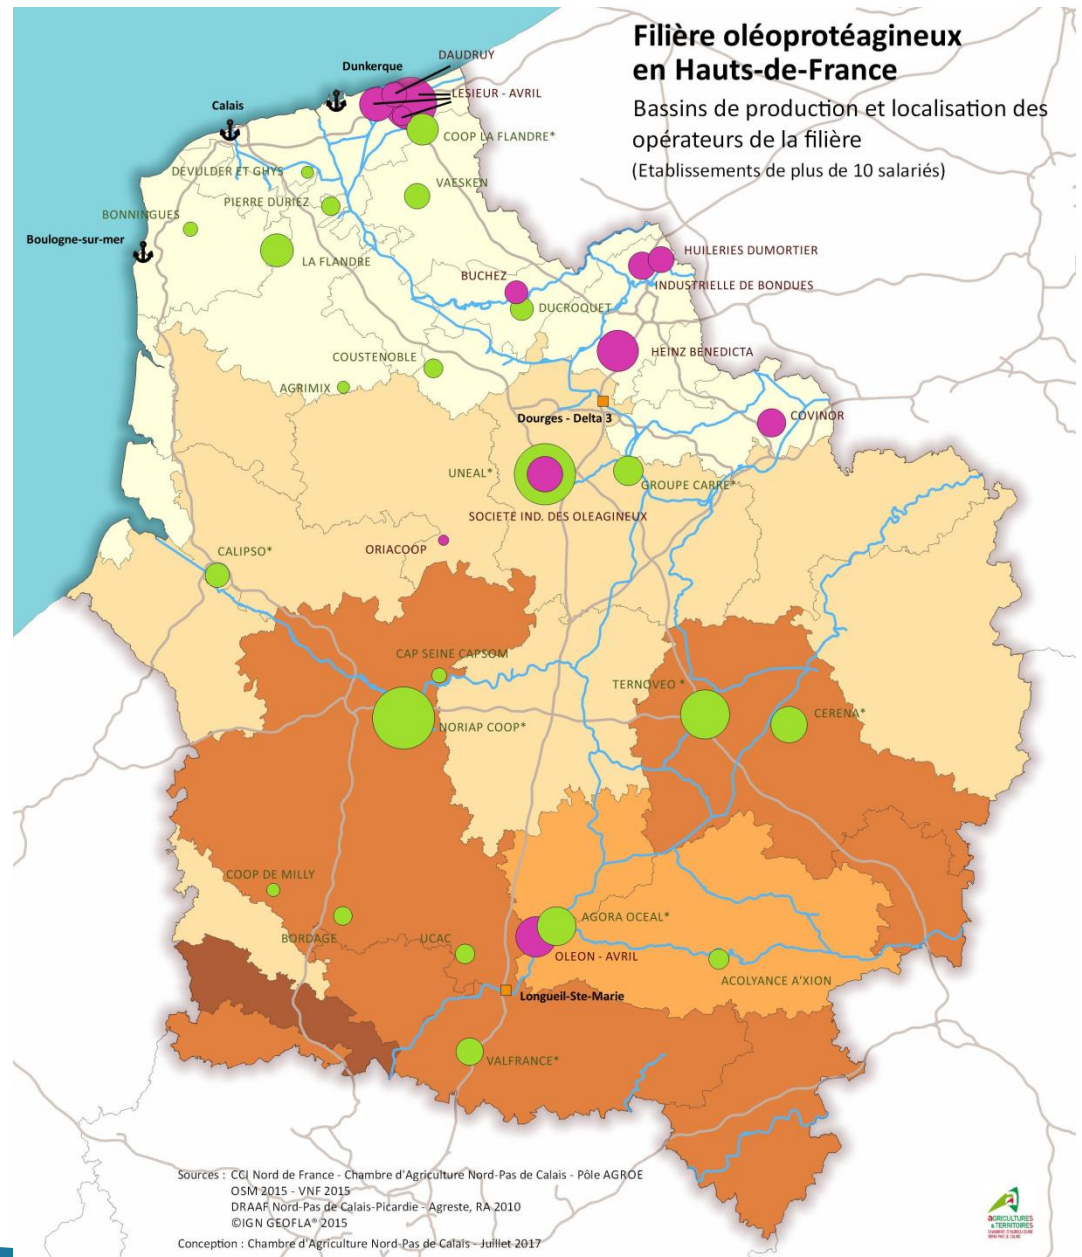 Filière oléoprotéagineux
en Hauts-de-France
Bassins de production et localisation des
opérateurs de la filière
(Etablissements de plus de 10 salariés)
DAUDRUY
Dunkerque
LESIEUR - AVRIL
Calais
COOP LA FLANDRE*
DEVULDER ET GHYS
VAESKEN
PIERRE DURIEZ
BONNINGUES
Boulogne-sur-mer
LA FLANDRE
HUILERIES DUMORTIER
BUCHEZ
INDUSTRIELLE DE BONDUES
DUCROQUET
HEINZ BENEDICTA
COUSTENOBLE
AGRIMIX
Dourges - Delta 3
COVINOR
UNEAL*
GROUPE CARRE*
SOCIETE IND. DES OLEAGINEUX
ORIACOOP
CALIPSO*
CAP SEINE CAPSOM
TERNOVEO *
CERENA*
NORIAP COOP*
COOP DE MILLY
BORDAGE
UCAC
AGORA OCEAL*
OLEON - AVRIL
ACOLYANCE A'XION
Longueil-Ste-Marie
VALFRANCE*
Sources : CCI Nord de France - Chambre d'Agriculture Nord-Pas de Calais - Pôle AGROE
OSM 2015 - VNF 2015
DRAAF Nord-Pas de Calais-Picardie - Agreste, RA 2010
©IGN GEOFLA® 2015
Conception : Chambre d'Agriculture Nord-Pas de Calais - Juillet 2017
AGRICULTURES
& TERRITOIRES
CHAMBRE D'AGRICULTURE
NORD-PAS DE CALAIS